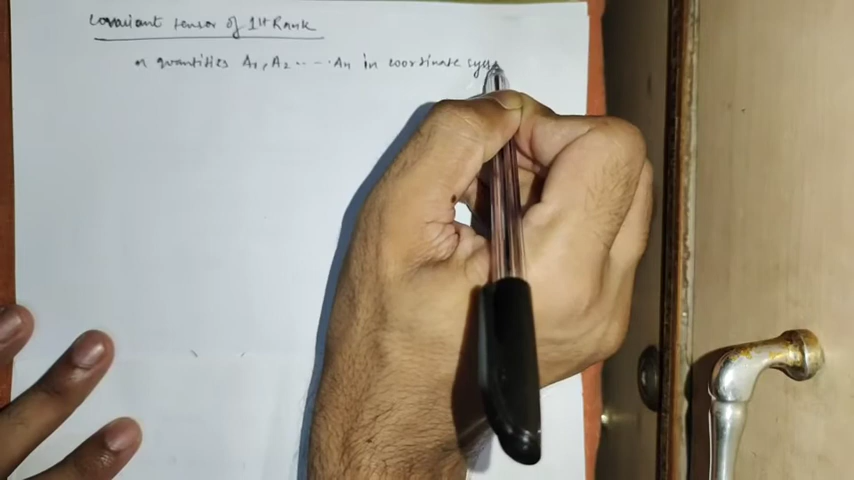 covariant tensor of 1st Rank
n quantities A1, A2 ..... An in coordinate sys